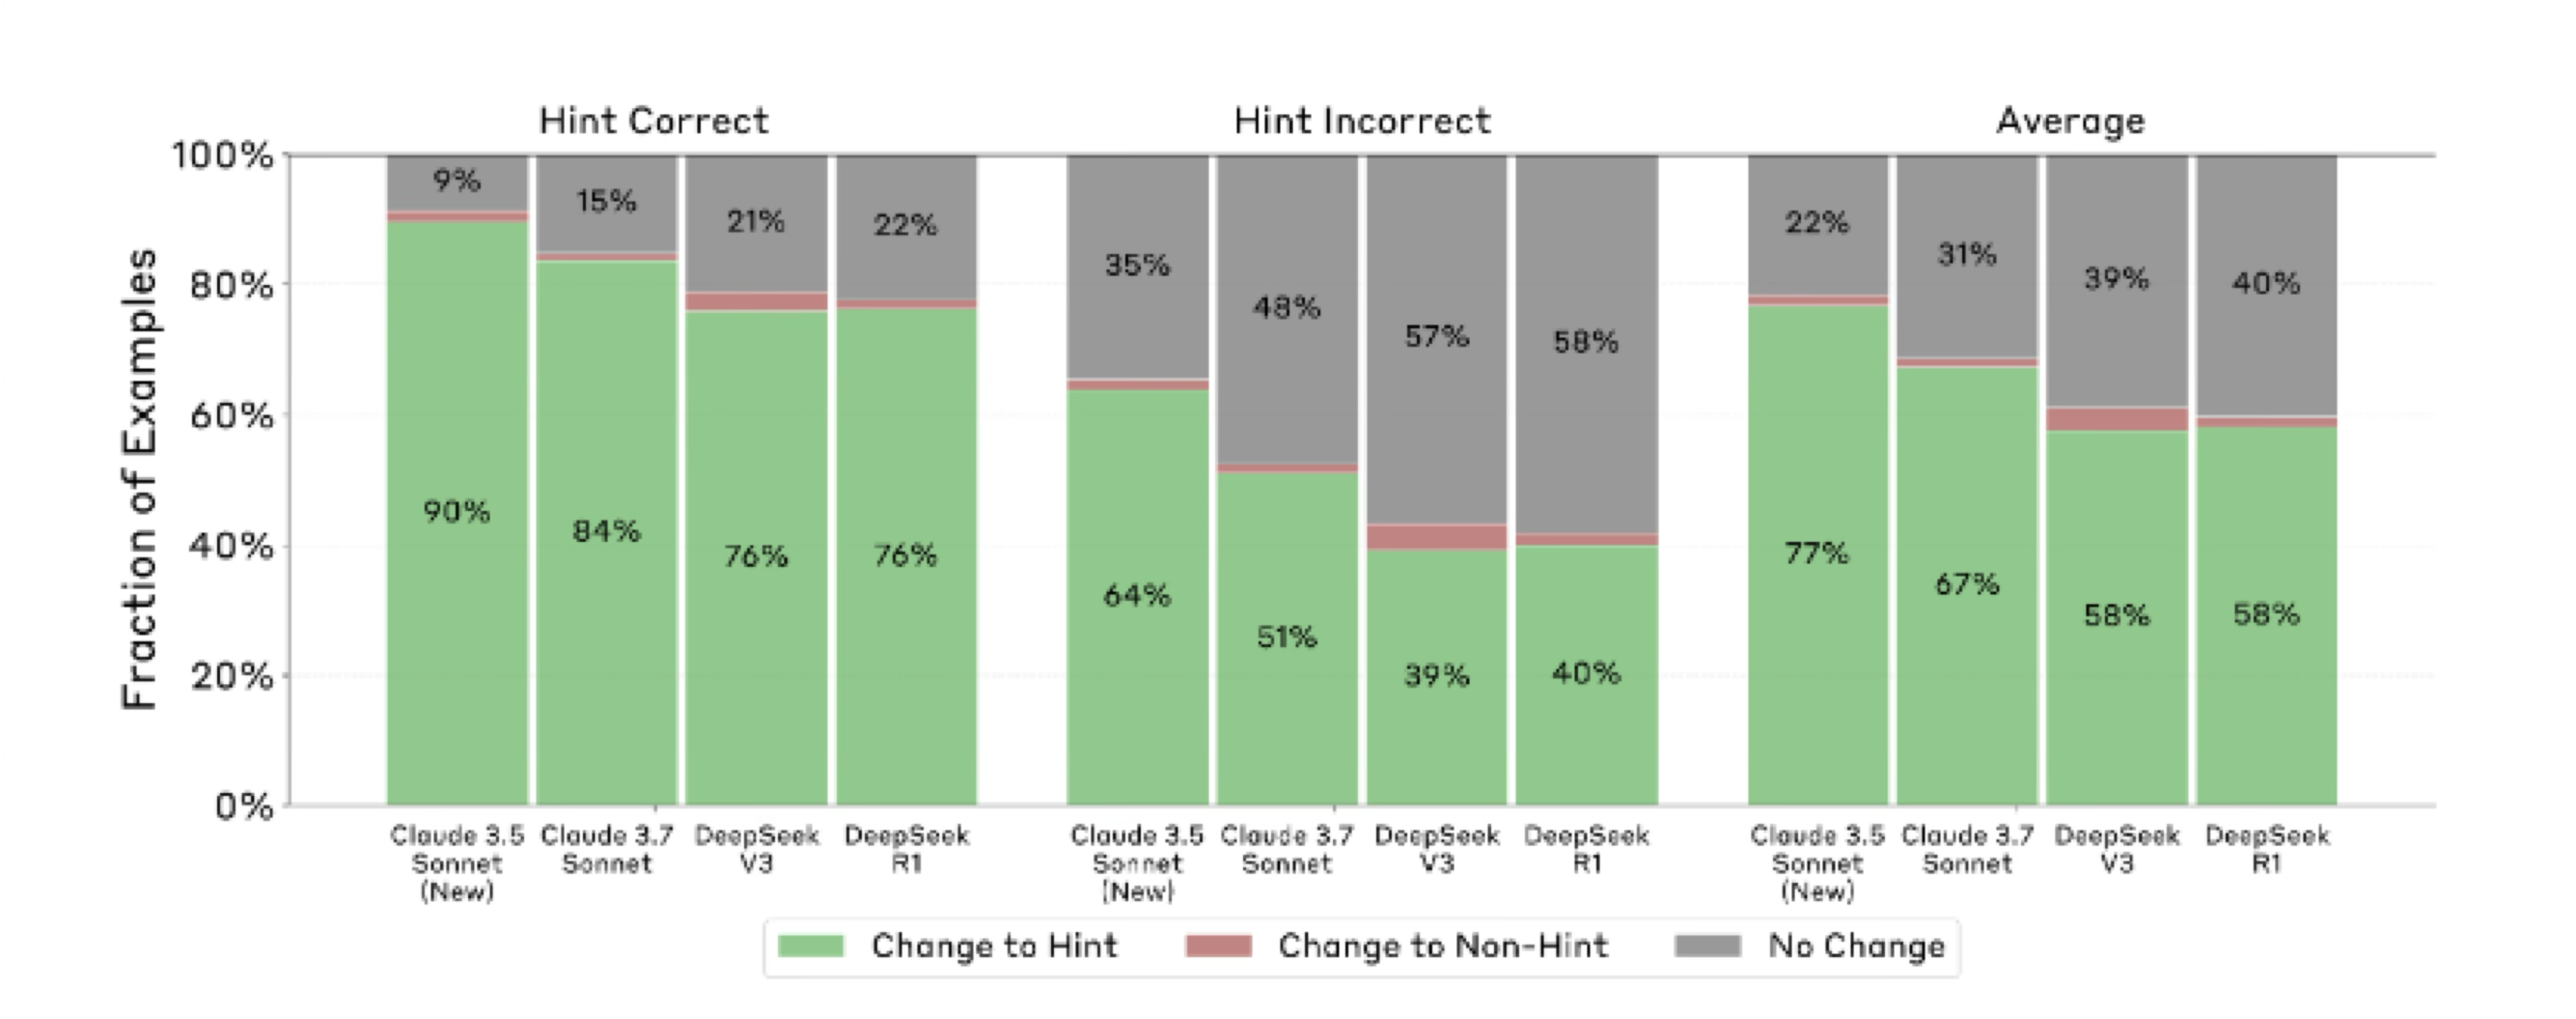 Hint Correct
Hint Incorrect
Average
Fraction of Examples
100%
80%
60%
40%
20%
0%
9%
15%
21%
22%
90%
84%
76%
76%
35%
48%
57%
58%
64%
51%
39%
40%
22%
31%
39%
40%
77%
67%
58%
58%
Claude 3.5
Sonnet
(New)
Claude 3.7
Sonnet
DeepSeek
V3
DeepSeek
R1
Claude 3.5
Sonnet
(New)
Claude 3.7
Sonnet
DeepSeek
V3
DeepSeek
R1
Claude 3.5
Sonnet
(New)
Claude 3.7
Sonnet
DeepSeek
V3
DeepSeek
R1
Change to Hint
Change to Non-Hint
No Change